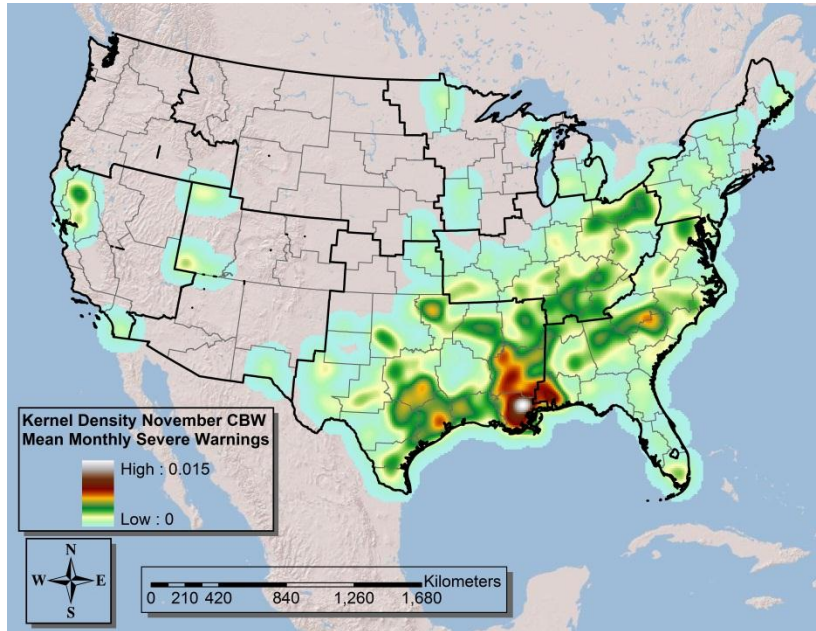 Kernel Density November CBW
Mean Monthly Severe Warnings
High : 0.015
Low : 0
N
W E
S
Kilometers
0 210 420 840 1,260 1,680